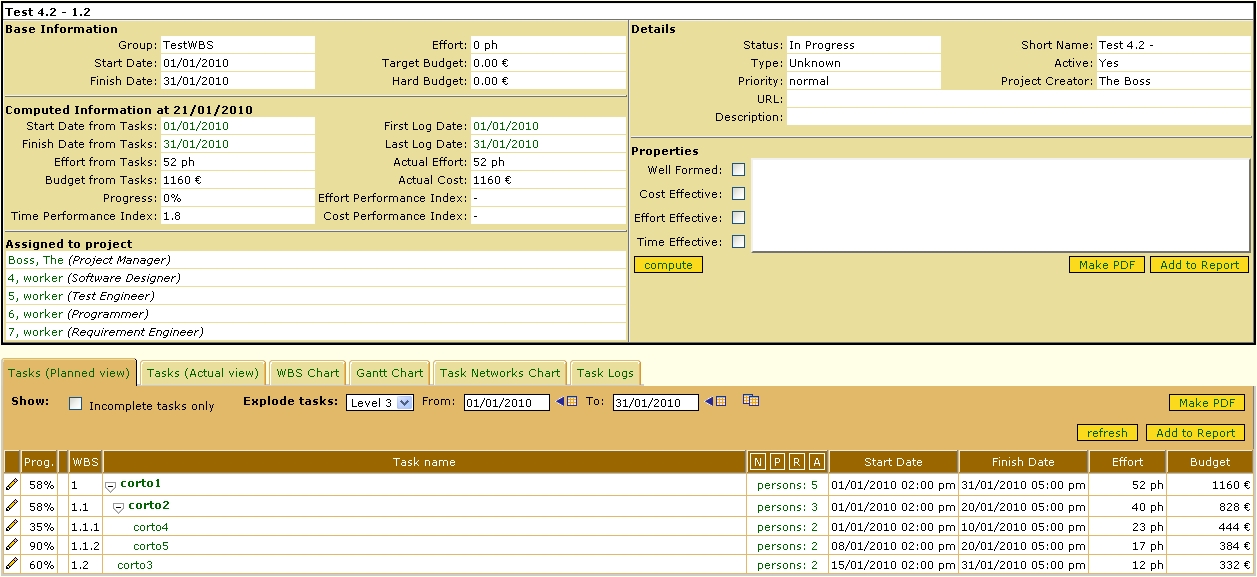 Test 4.2 - 1.2
Base Information
Group: TestWBS Effort: 0 ph
Start Date: 01/01/2010 Target Budget: 0.00 €
Finish Date: 31/01/2010 Hard Budget: 0.00 €
Computed Information at 21/01/2010
Start Date from Tasks: 01/01/2010 First Log Date: 01/01/2010
Finish Date from Tasks: 31/01/2010 Last Log Date: 31/01/2010
Effort from Tasks: 52 ph Actual Effort: 52 ph
Budget from Tasks: 1160 € Actual Cost: 1160 €
Progress: 0% Effort Performance Index: -
Time Performance Index: 1.8 Cost Performance Index: -
Assigned to project
Boss, The (Project Manager)
4, worker (Software Designer)
5, worker (Test Engineer)
6, worker (Programmer)
7, worker (Requirement Engineer)
Details
Status: In Progress Short Name: Test 4.2 -
Type: Unknown Active: Yes
Priority: normal Project Creator: The Boss
URL:
Description:
Properties
Well Formed:
Cost Effective:
Effort Effective:
Time Effective:
compute Make PDF Add to Report
Tasks (Planned view) Tasks (Actual view) WBS Chart Gantt Chart Task Networks Chart Task Logs
Show: Incomplete tasks only Explode tasks: Level 3 From: 01/01/2010 To: 31/01/2010 Make PDF
refresh Add to Report
Prog. WBS Task name N P R A Start Date Finish Date Effort Budget
58% 1 corto1 persons: 5 01/01/2010 02:00 pm 31/01/2010 05:00 pm 52 ph 1160 €
58% 1.1 corto2 persons: 3 01/01/2010 02:00 pm 20/01/2010 05:00 pm 40 ph 828 €
35% 1.1.1 corto4 persons: 2 01/01/2010 02:00 pm 10/01/2010 05:00 pm 23 ph 444 €
90% 1.1.2 corto5 persons: 2 08/01/2010 02:00 pm 20/01/2010 05:00 pm 17 ph 384 €
60% 1.2 corto3 persons: 2 15/01/2010 02:00 pm 31/01/2010 05:00 pm 12 ph 332 €